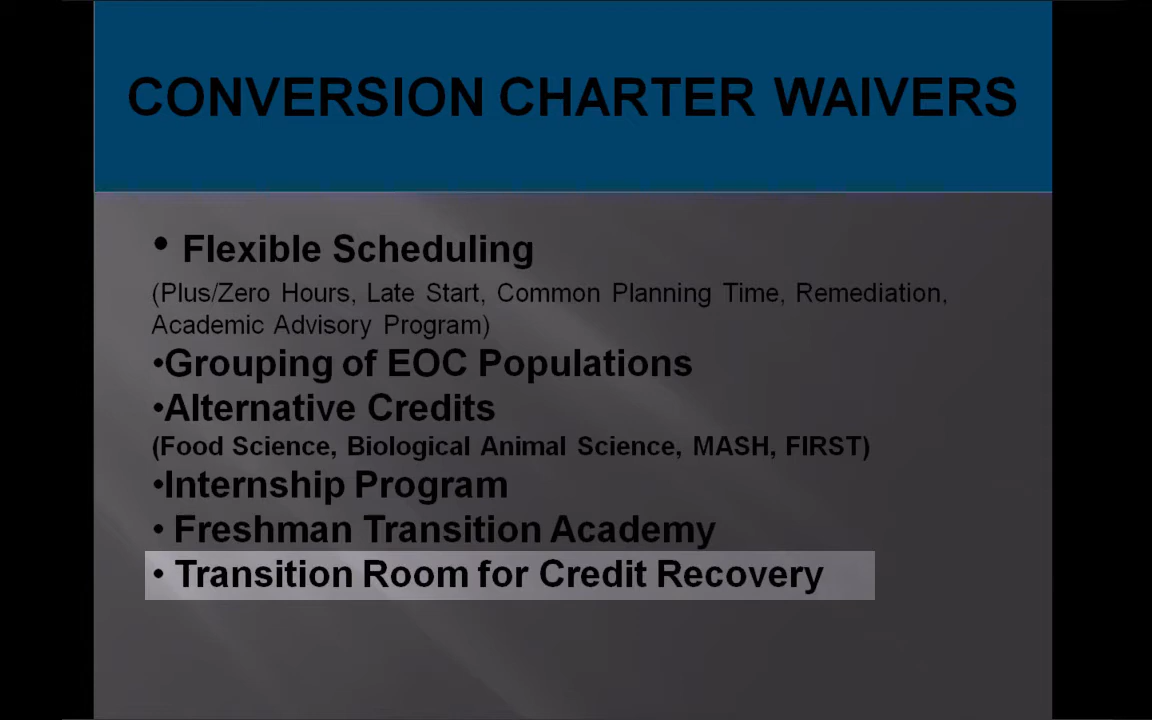 CONVERSION CHARTER WAIVERS
• Flexible Scheduling
(Plus/Zero Hours, Late Start, Common Planning Time, Remediation,
Academic Advisory Program)
•Grouping of EOC Populations
•Alternative Credits
(Food Science, Biological Animal Science, MASH, FIRST)
•Internship Program
• Freshman Transition Academy
• Transition Room for Credit Recovery